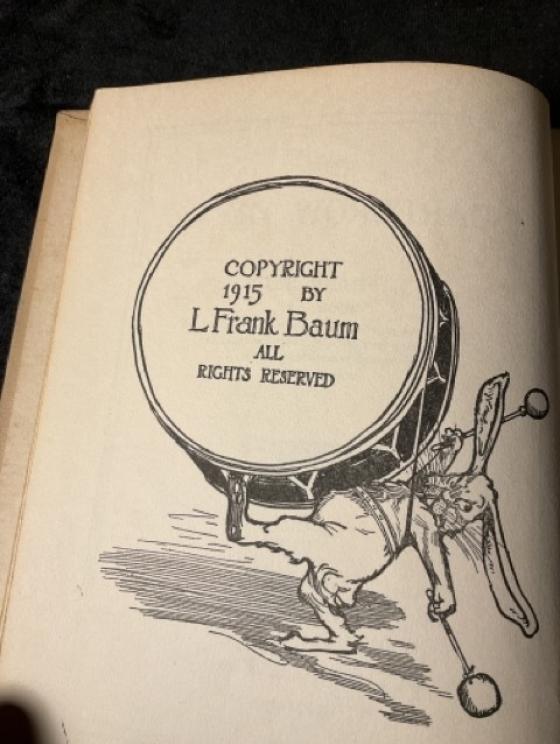 COPYRIGHT
1915 BY
L Frank Baum
ALL
RIGHTS RESERVED